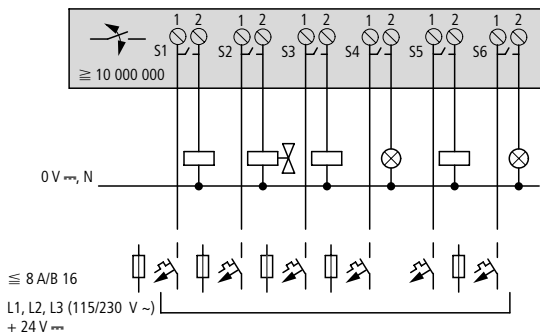 1 2 1 2 1 2 1 2 1 2 1 2
S1 S2 S3 S4 S5 S6
≧ 10 000 000
0 V ⎓, N
≦ 8 A/B 16
L1, L2, L3 (115/230 V ~)
+ 24 V ⎓